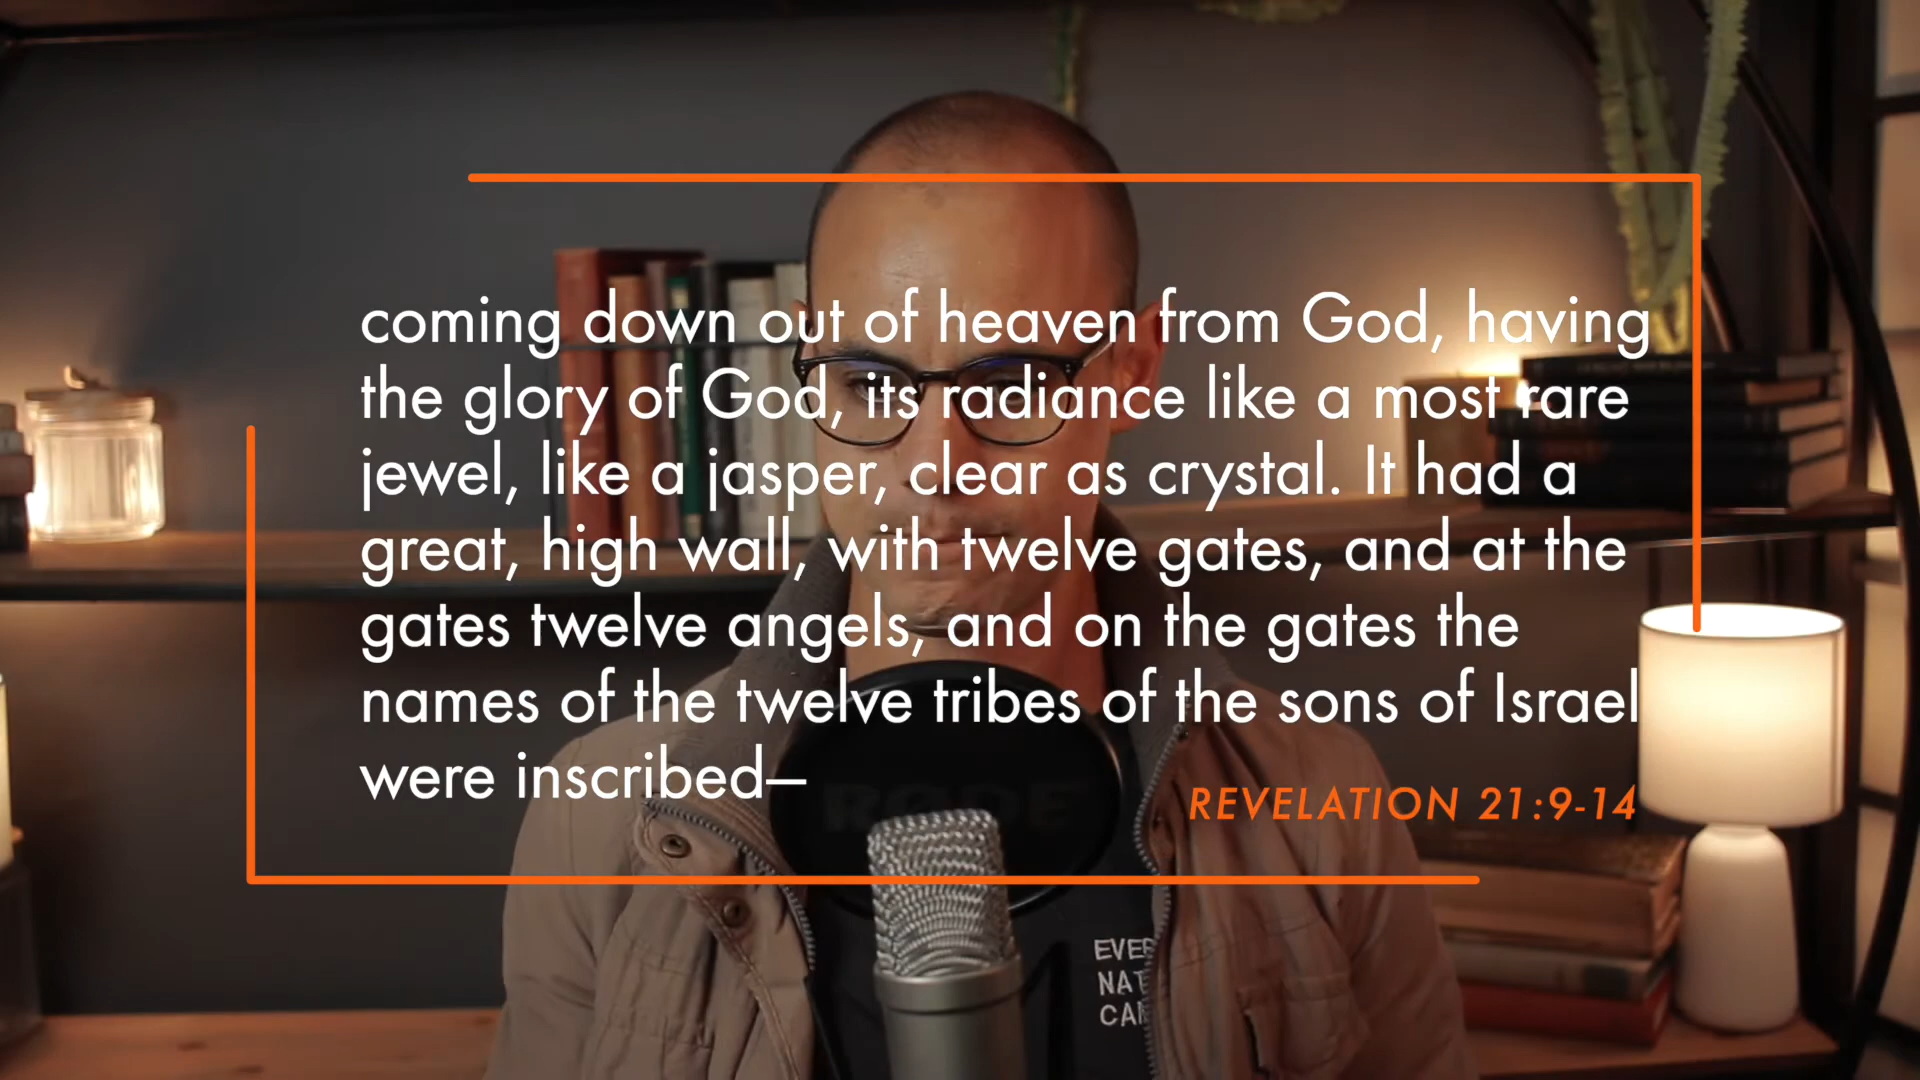 coming down out of heaven from God, having
the glory of God, its radiance like a most rare
jewel, like a jasper, clear as crystal. It had a
great, high wall, with twelve gates, and at the
gates twelve angels, and on the gates the
names of the twelve tribes of the sons of Israel
were inscribed—
REVELATION 21:9-14
RODE